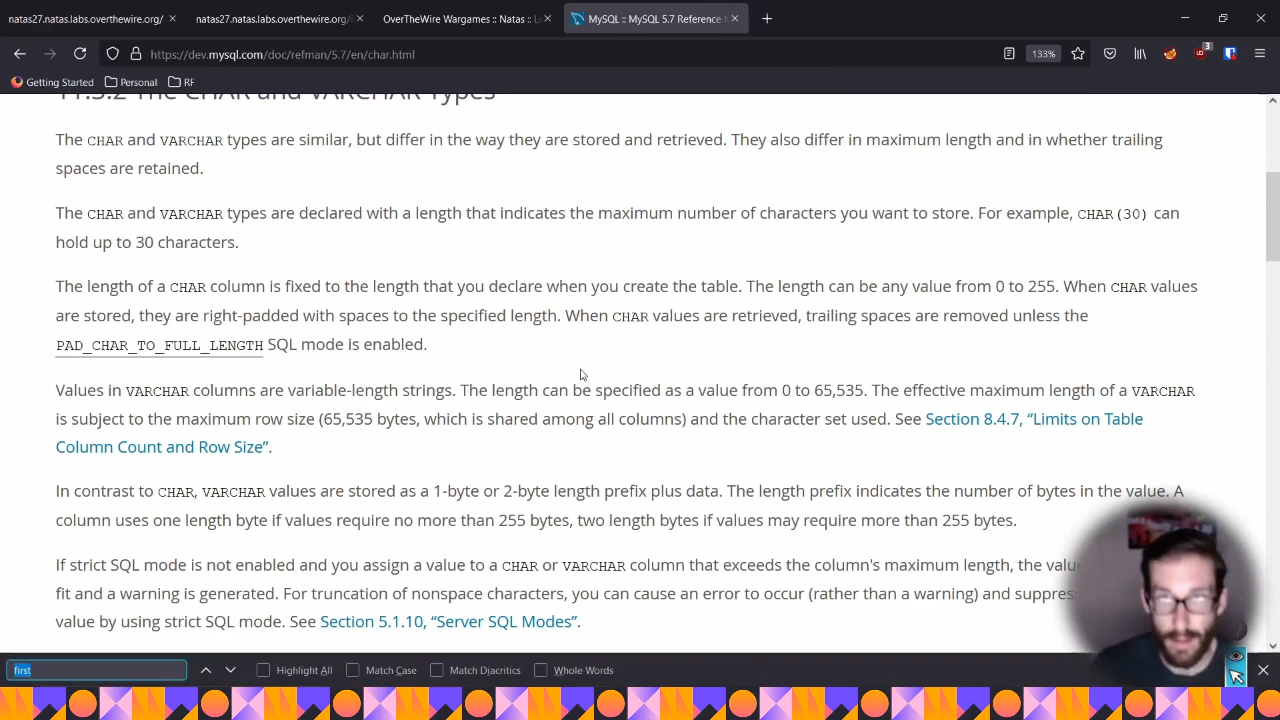 natas27.natas.labs.overthewire.org/
natas27.natas.labs.overthewire.org/i
OverTheWire Wargames :: Natas :: L
MySQL :: MySQL 5.7 Reference
https://dev.mysql.com/doc/refman/5.7/en/char.html
133%
3
Getting Started
Personal
RF
11.3.2 The CHAR and VARCHAR Types
The CHAR and VARCHAR types are similar, but differ in the way they are stored and retrieved. They also differ in maximum length and in whether trailing
spaces are retained.
The CHAR and VARCHAR types are declared with a length that indicates the maximum number of characters you want to store. For example, CHAR(30) can
hold up to 30 characters.
The length of a CHAR column is fixed to the length that you declare when you create the table. The length can be any value from 0 to 255. When CHAR values
are stored, they are right-padded with spaces to the specified length. When CHAR values are retrieved, trailing spaces are removed unless the
PAD_CHAR_TO_FULL_LENGTH SQL mode is enabled.
Values in VARCHAR columns are variable-length strings. The length can be specified as a value from 0 to 65,535. The effective maximum length of a VARCHAR
is subject to the maximum row size (65,535 bytes, which is shared among all columns) and the character set used. See Section 8.4.7, “Limits on Table
Column Count and Row Size”.
In contrast to CHAR, VARCHAR values are stored as a 1-byte or 2-byte length prefix plus data. The length prefix indicates the number of bytes in the value. A
column uses one length byte if values require no more than 255 bytes, two length bytes if values may require more than 255 bytes.
If strict SQL mode is not enabled and you assign a value to a CHAR or VARCHAR column that exceeds the column's maximum length, the valu
fit and a warning is generated. For truncation of nonspace characters, you can cause an error to occur (rather than a warning) and suppres
value by using strict SQL mode. See Section 5.1.10, “Server SQL Modes”.
first
Highlight All
Match Case
Match Diacritics
Whole Words